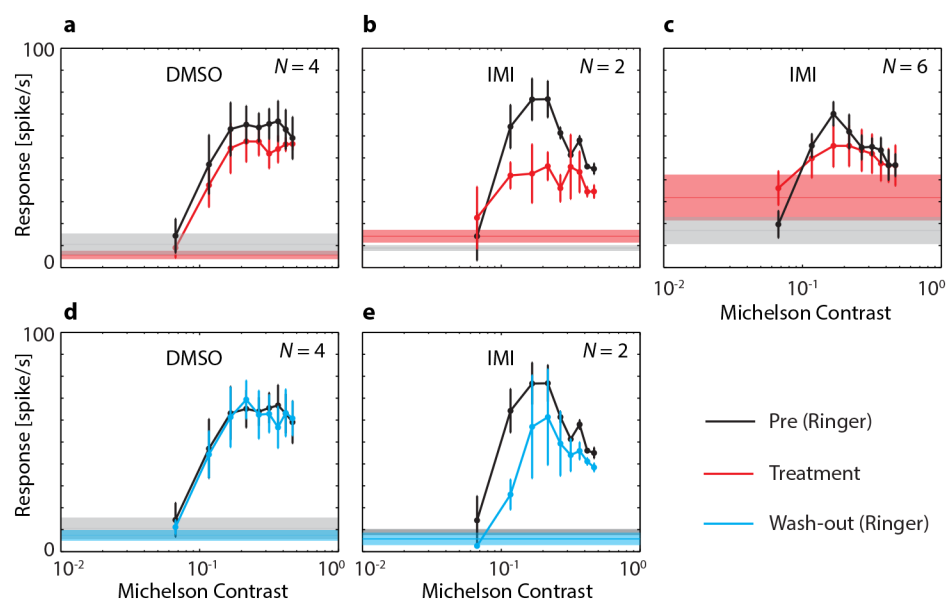 a
b
c
100
DMSO
N = 4
IMI
N = 2
IMI
N = 6
Response [spike/s]
0
10-2
10-1
100
Michelson Contrast
d
e
100
DMSO
N = 4
IMI
N = 2
Response [spike/s]
0
10-2
10-1
100
10-2
10-1
100
Michelson Contrast
Michelson Contrast
Pre (Ringer)
Treatment
Wash-out (Ringer)